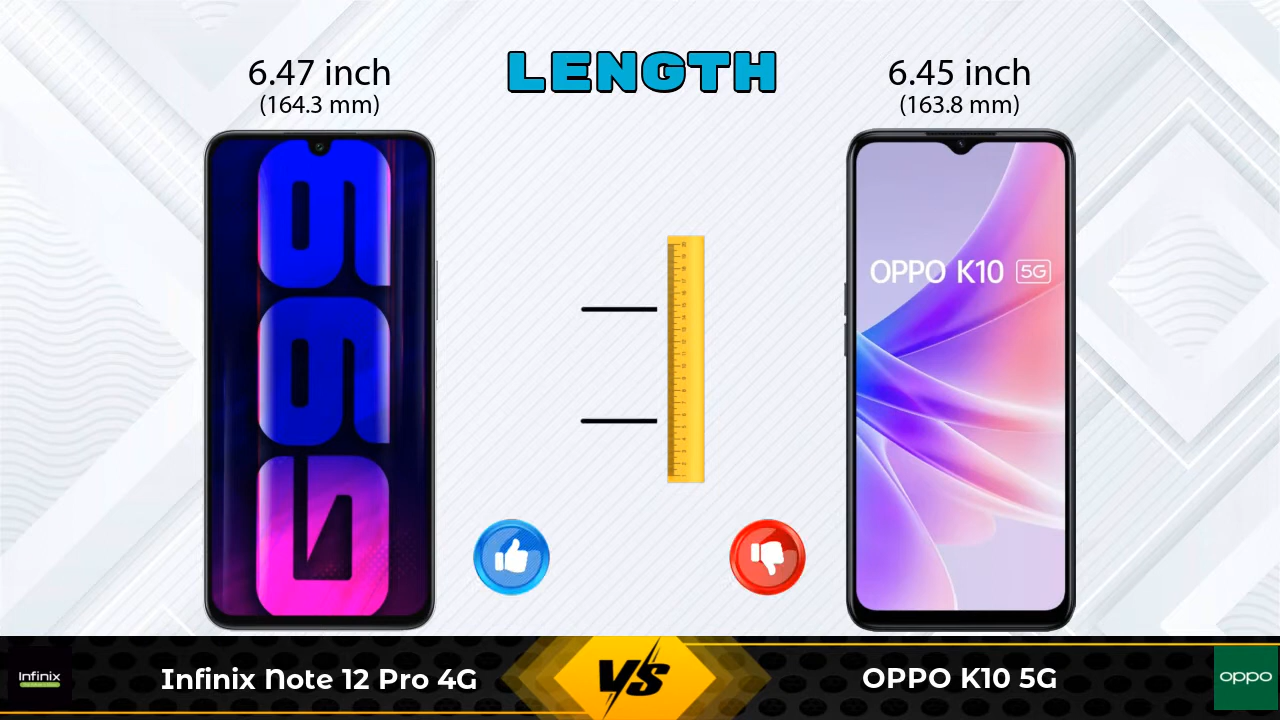 LENGTH
6.47 inch
(164.3 mm)
6.45 inch
(163.8 mm)
G99
OPPO K10 5G
Infinix
Infinix Note 12 Pro 4G
VS
OPPO K10 5G
oppo